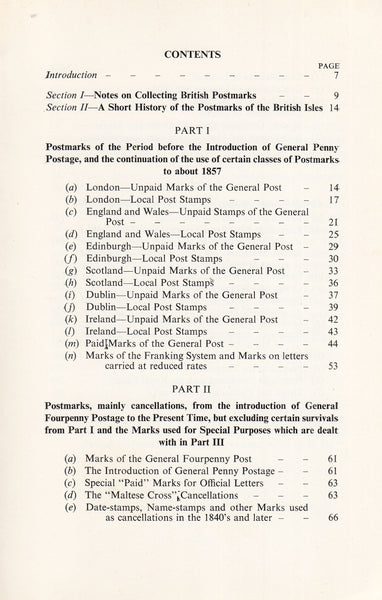 CONTENTS
PAGE
Introduction – – – – – – – – – 7
Section I—Notes on Collecting British Postmarks – – 9
Section II—A Short History of the Postmarks of the British Isles 14
PART I
Postmarks of the Period before the Introduction of General Penny
Postage, and the continuation of the use of certain classes of Postmarks
to about 1857
(a) London—Unpaid Marks of the General Post – 14
(b) London—Local Post Stamps – – – 17
(c) England and Wales—Unpaid Stamps of the General
Post – – – – – – – – 21
(d) England and Wales—Local Post Stamps – – 25
(e) Edinburgh—Unpaid Marks of the General Post – 29
(f) Edinburgh—Local Post Stamps – – – 30
(g) Scotland—Unpaid Marks of the General Post – 33
(h) Scotland—Local Post Stamps – – – 36
(i) Dublin—Unpaid Marks of the General Post – 37
(j) Dublin—Local Post Stamps – – – 39
(k) Ireland—Unpaid Marks of the General Post – 42
(l) Ireland—Local Post Stamps – – – 43
(m) Paid Marks of the General Post – – – – 44
(n) Marks of the Franking System and Marks on letters
carried at reduced rates – – – 53
PART II
Postmarks, mainly cancellations, from the introduction of General
Fourpenny Postage to the Present Time, but excluding certain survivals
from Part I and the Marks used for Special Purposes which are dealt
with in Part III
(a) Marks of the General Fourpenny Post – – 61
(b) The Introduction of General Penny Postage – – 61
(c) Special "Paid" Marks for Official Letters – – 63
(d) The "Maltese Cross" Cancellations – – – 63
(e) Date-stamps, Name-stamps and other Marks used
as cancellations in the 1840's and later – – 66